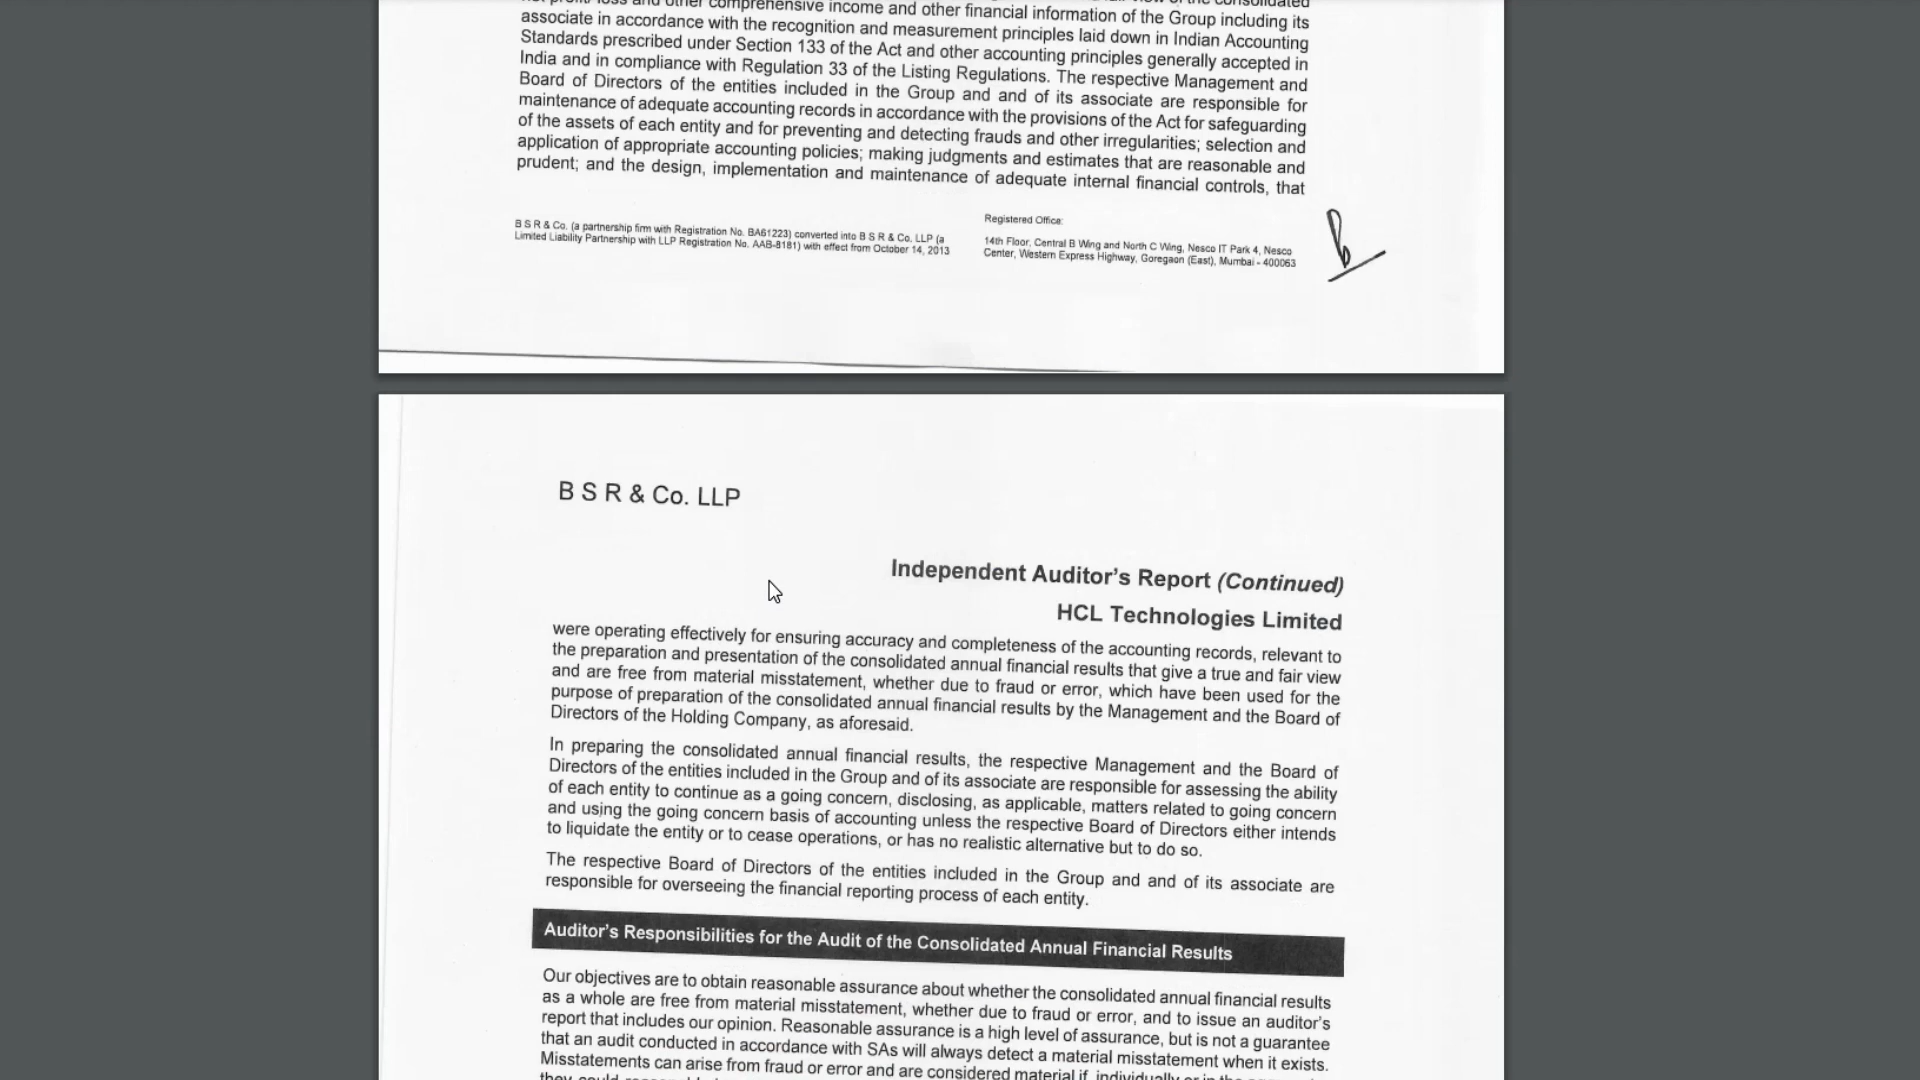 comprehensive income and other financial information of the Group including its
associate in accordance with the recognition and measurement principles laid down in Indian Accounting
Standards prescribed under Section 133 of the Act and other accounting principles generally accepted in
India and in compliance with Regulation 33 of the Listing Regulations. The respective Management and
Board of Directors of the entities included in the Group and and of its associate are responsible for
maintenance of adequate accounting records in accordance with the provisions of the Act for safeguarding
of the assets of each entity and for preventing and detecting frauds and other irregularities; selection and
application of appropriate accounting policies; making judgments and estimates that are reasonable and
prudent; and the design, implementation and maintenance of adequate internal financial controls, that
B S R & Co. (a partnership firm with Registration No. BA61223) converted into B S R & Co. LLP (a
Limited Liability Partnership with LLP Registration No. AAB-8181) with effect from October 14, 2013
Registered Office:
14th Floor, Central B Wing and North C Wing, Nesco IT Park 4, Nesco
Center, Western Express Highway, Goregaon (East), Mumbai - 400063
B S R & Co. LLP
Independent Auditor's Report (Continued)
HCL Technologies Limited
were operating effectively for ensuring accuracy and completeness of the accounting records, relevant to
the preparation and presentation of the consolidated annual financial results that give a true and fair view
and are free from material misstatement, whether due to fraud or error, which have been used for the
purpose of preparation of the consolidated annual financial results by the Management and the Board of
Directors of the Holding Company, as aforesaid.
In preparing the consolidated annual financial results, the respective Management and the Board of
Directors of the entities included in the Group and of its associate are responsible for assessing the ability
of each entity to continue as a going concern, disclosing, as applicable, matters related to going concern
and using the going concern basis of accounting unless the respective Board of Directors either intends
to liquidate the entity or to cease operations, or has no realistic alternative but to do so.
The respective Board of Directors of the entities included in the Group and and of its associate are
responsible for overseeing the financial reporting process of each entity.
Auditor's Responsibilities for the Audit of the Consolidated Annual Financial Results
Our objectives are to obtain reasonable assurance about whether the consolidated annual financial results
as a whole are free from material misstatement, whether due to fraud or error, and to issue an auditor's
report that includes our opinion. Reasonable assurance is a high level of assurance, but is not a guarantee
that an audit conducted in accordance with SAs will always detect a material misstatement when it exists.
Misstatements can arise from fraud or error and are considered material if, individually or in the